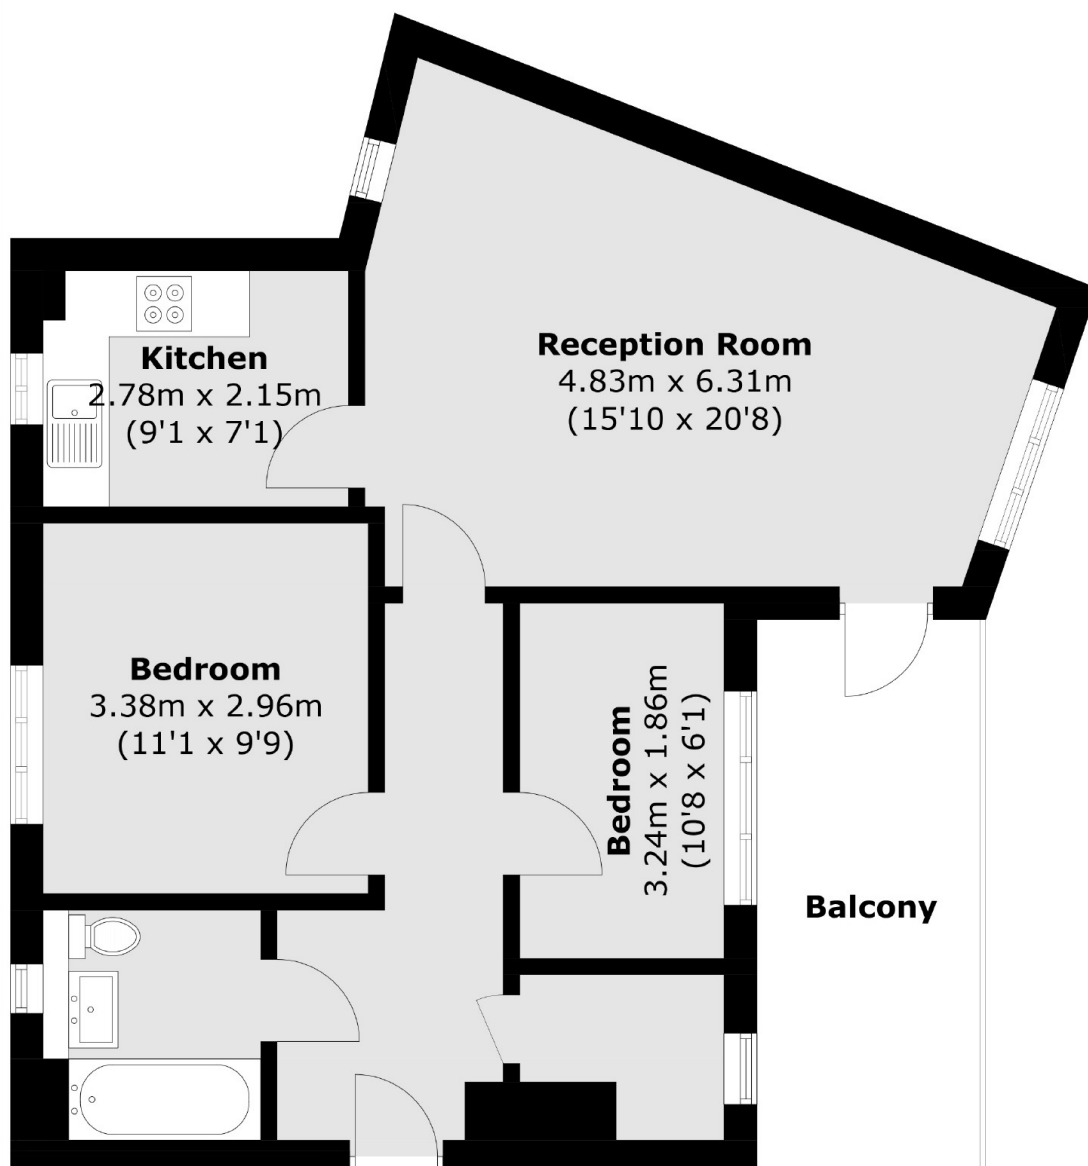 Reception Room
4.83m x 6.31m
(15'10 x 20'8)
Kitchen
2.78m x 2.15m
(9'1 x 7'1)
Bedroom
3.38m x 2.96m
(11'1 x 9'9)
Bedroom
3.24m x 1.86m
(10'8 x 6'1)
Balcony